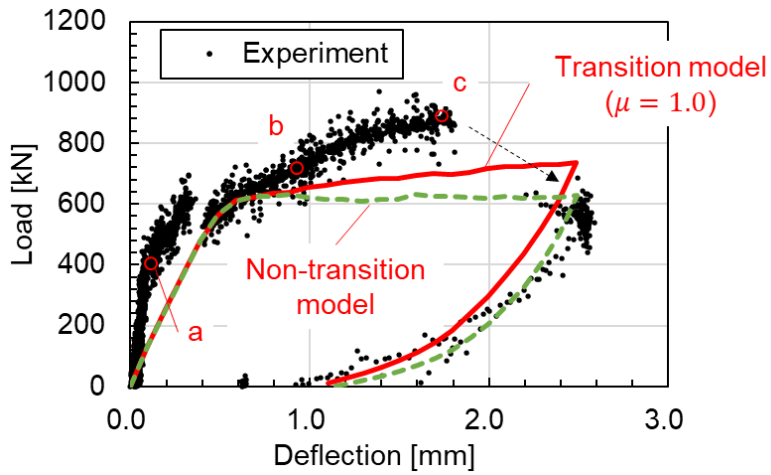 1200
1000
800
600
400
200
0
Load [kN]
Experiment
a
b
c
Transition model
(μ = 1.0)
Non-transition
model
0.0
1.0
2.0
3.0
Deflection [mm]